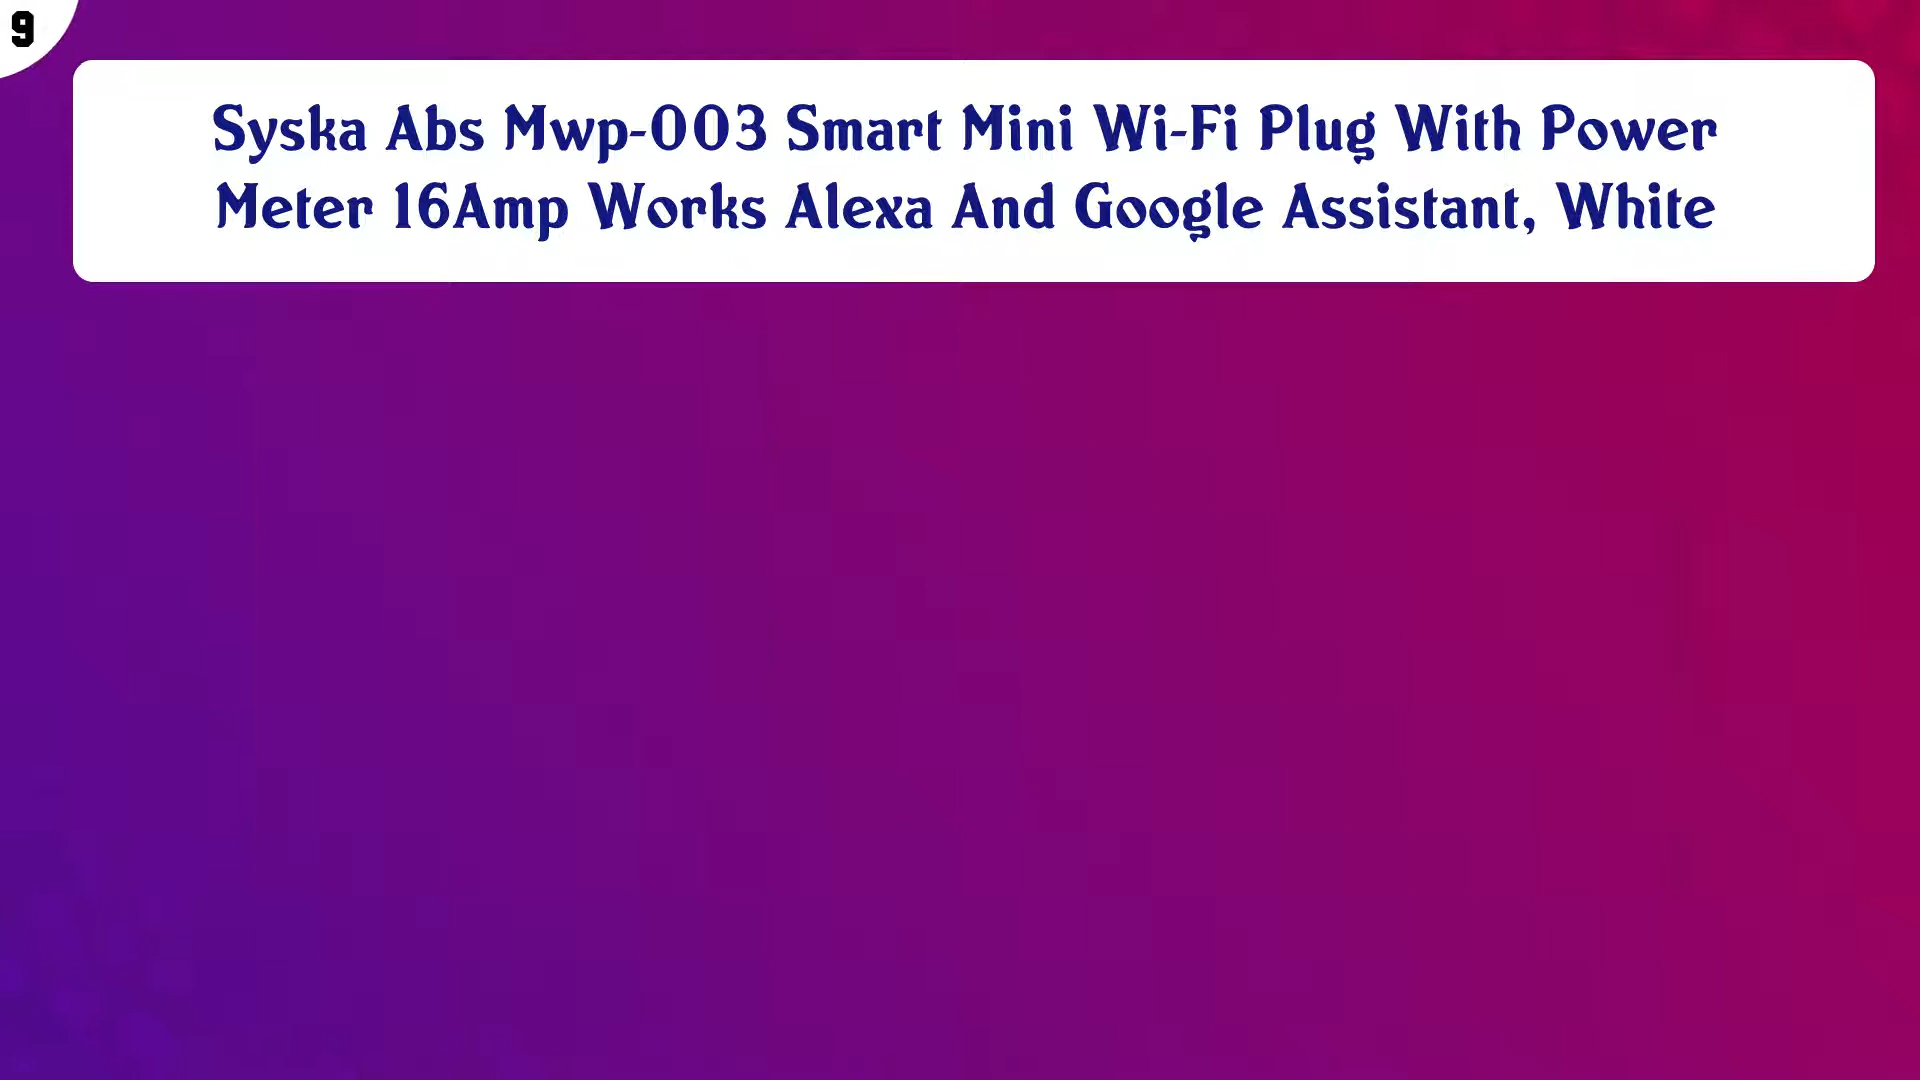 9
Syska Abs Mwp-003 Smart Mini Wi-Fi Plug With Power
Meter 16Amp Works Alexa And Google Assistant, White